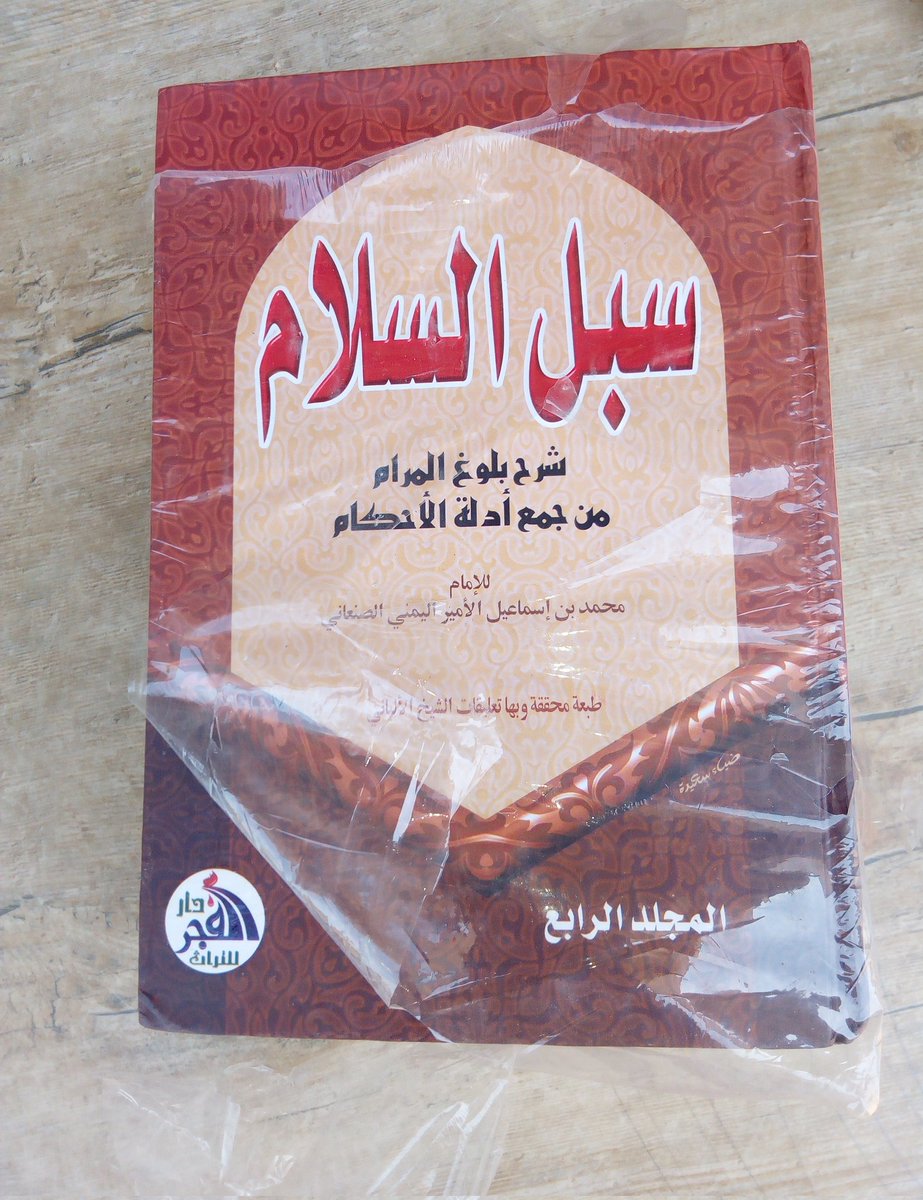 سبل السلام
شرح بلوغ المرام
من جمع أدلة الأحكام
للإمام
محمد بن إسماعيل الأمير اليمني الصنعاني
طبعة محققة وبها تعليقات الشيخ الألباني
المجلد الرابع
دار
الفجر
للتراث